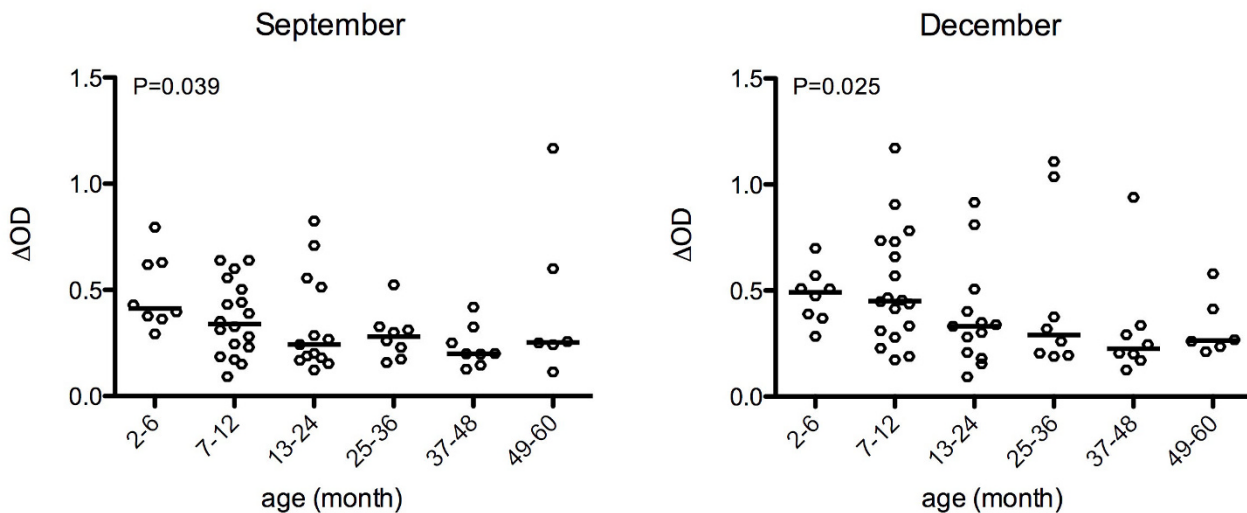 September
P=0.039
1.5
1.0
0.5
0.0
ΔOD
2-6
7-12
13-24
25-36
37-48
49-60
age (month)
December
P=0.025
1.5
1.0
0.5
0.0
ΔOD
2-6
7-12
13-24
25-36
37-48
49-60
age (month)